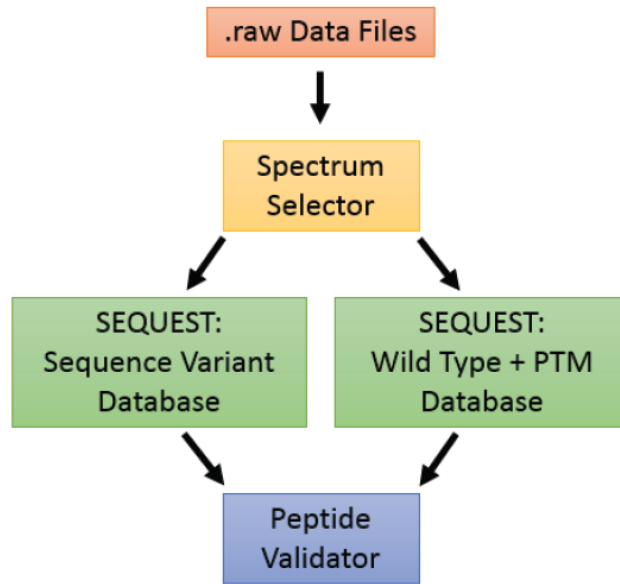 .raw Data Files
Spectrum
Selector
SEQUEST:
Sequence Variant
Database
SEQUEST:
Wild Type + PTM
Database
Peptide
Validator